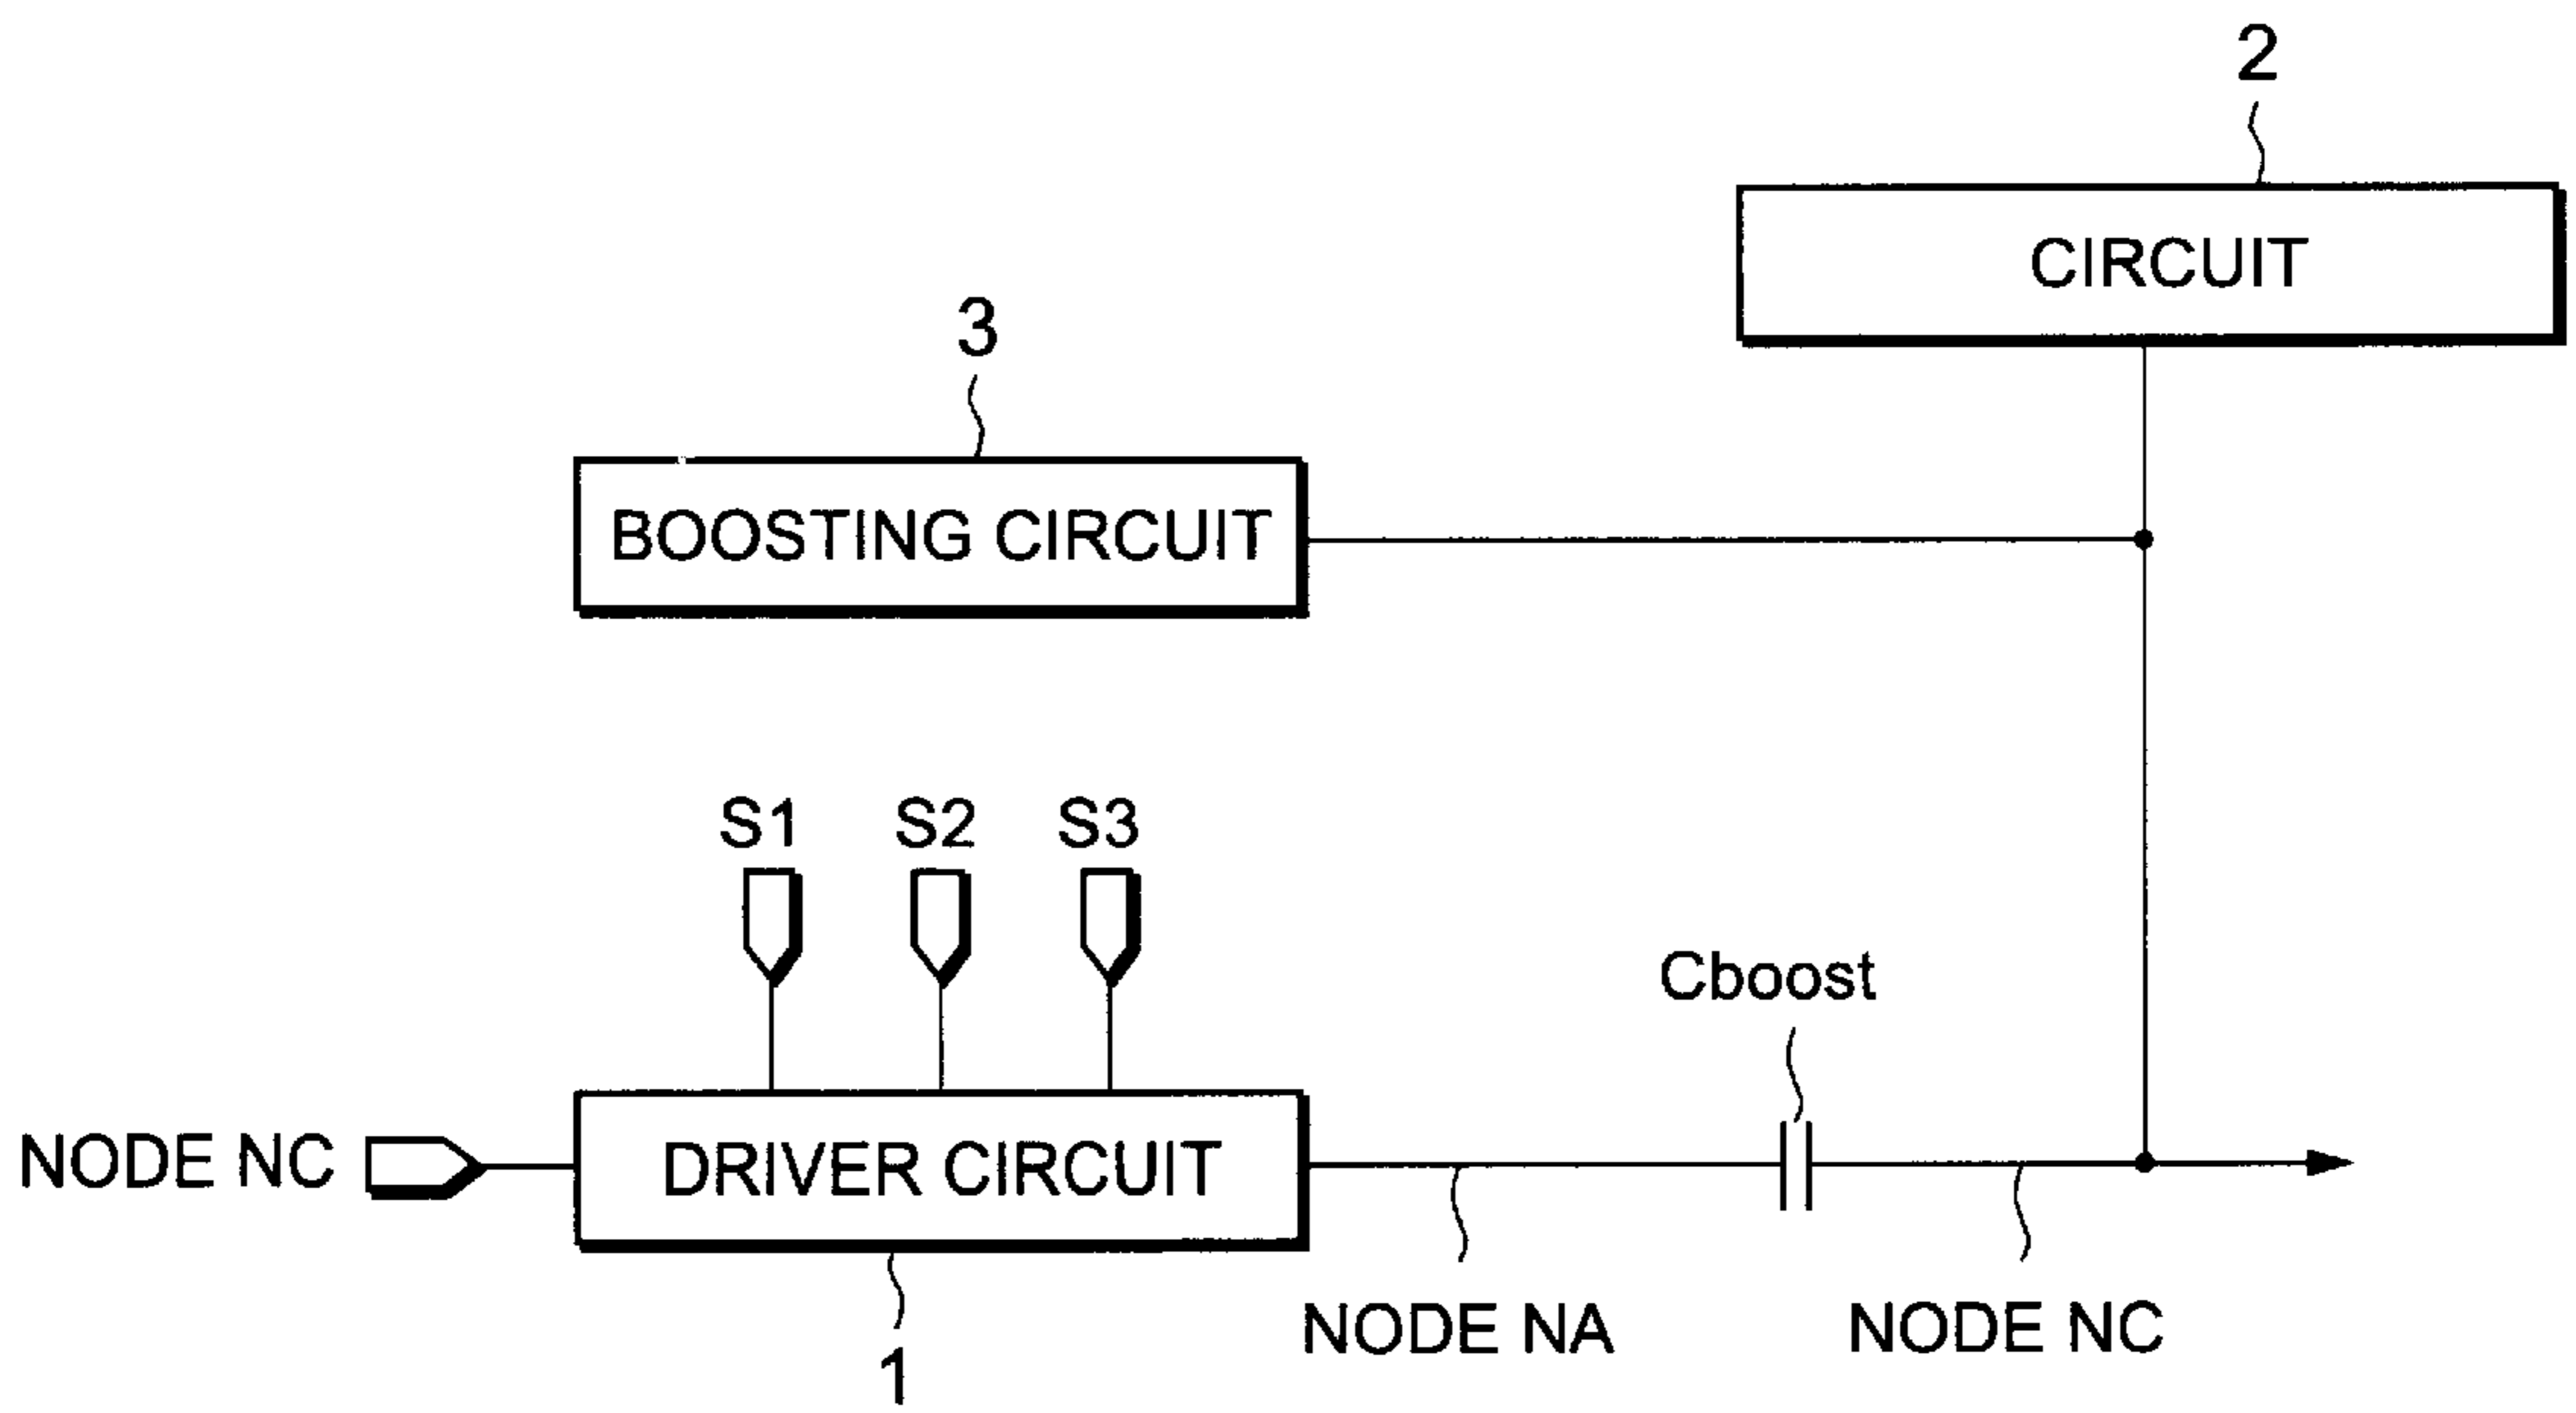 2
CIRCUIT
3
BOOSTING CIRCUIT
S1 S2 S3
Cboost
NODE NC
DRIVER CIRCUIT
NODE NA
NODE NC
1